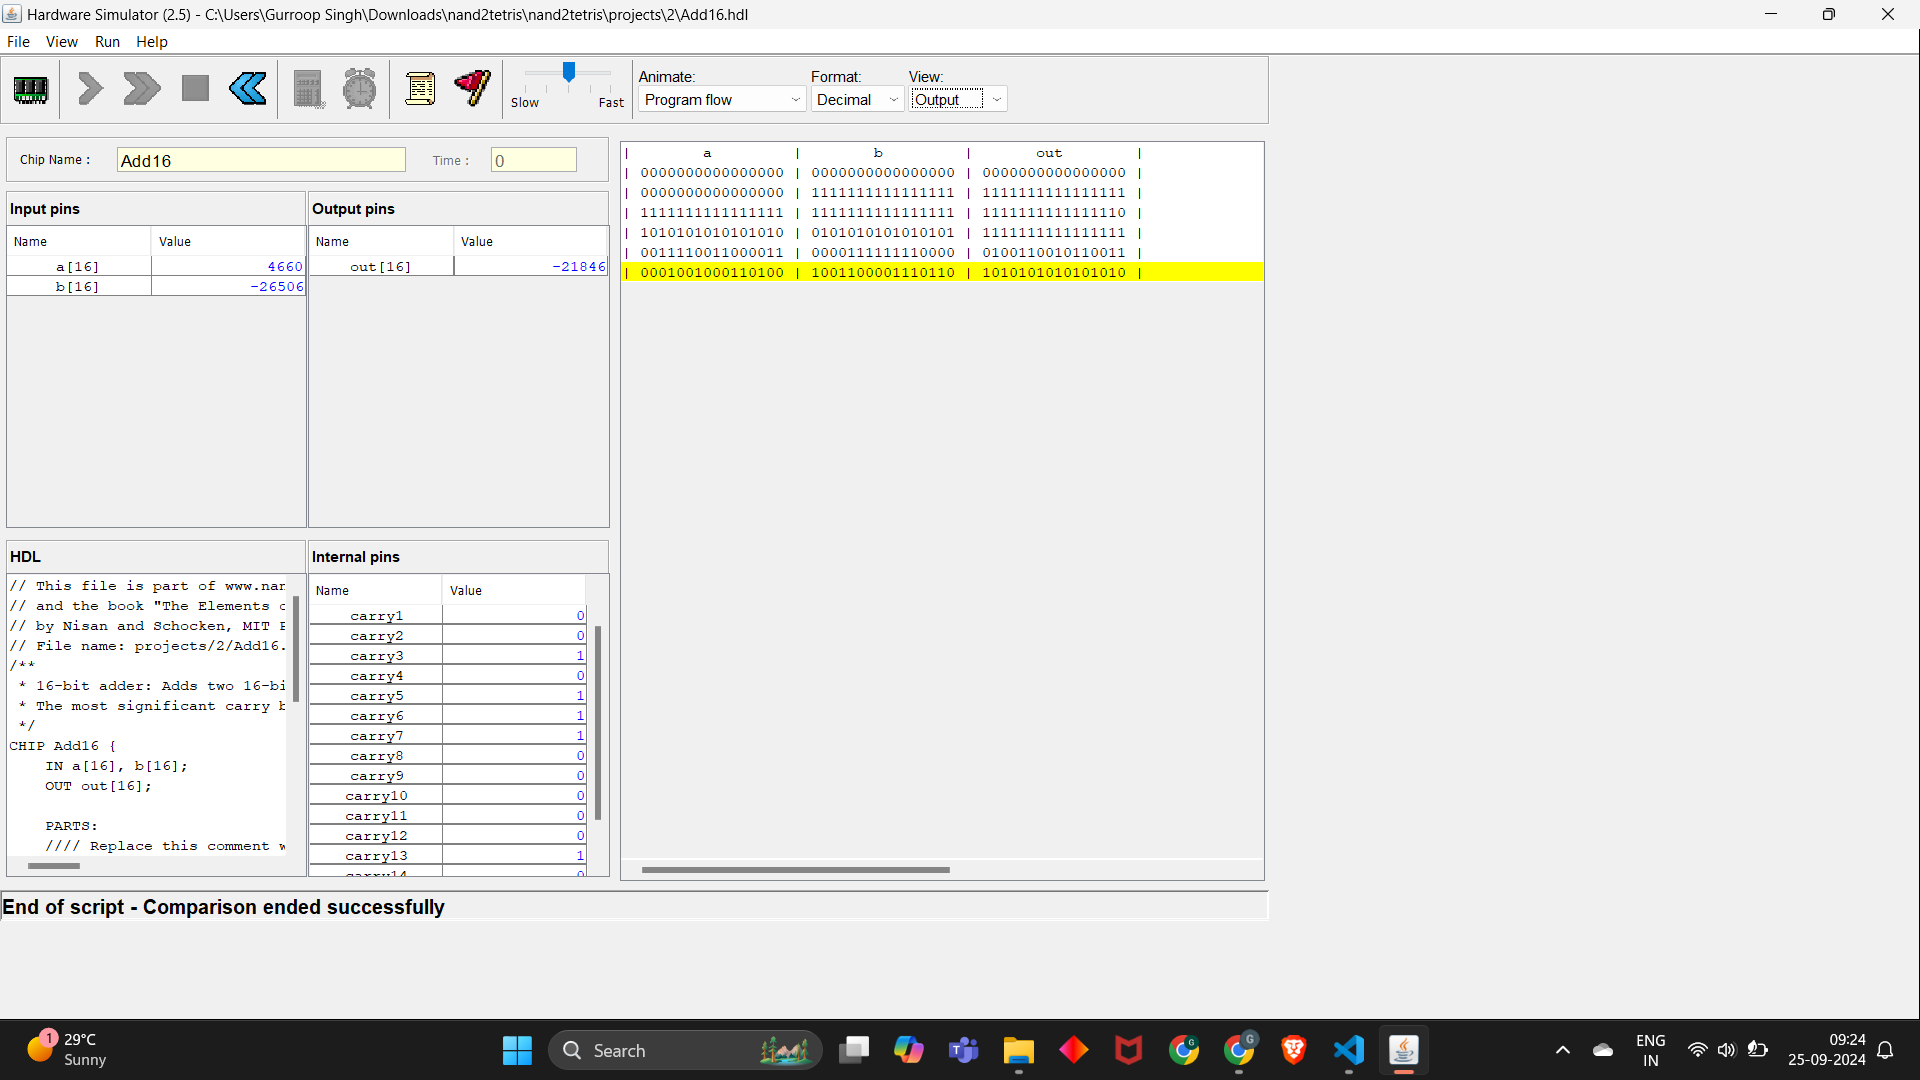 Hardware Simulator (2.5) - C:\Users\Gurroop Singh\Downloads\nand2tetris\nand2tetris\projects\2\Add16.hdl
File View Run Help
Animate: Format: View:
Slow Fast Program flow Decimal Output
Chip Name : Add16 Time : 0
Input pins
Name Value
a[16] 4660
b[16] -26506
Output pins
Name Value
out[16] -21846
| a | b | out |
| 0000000000000000 | 0000000000000000 | 0000000000000000 |
| 0000000000000000 | 1111111111111111 | 1111111111111111 |
| 1111111111111111 | 1111111111111111 | 1111111111111110 |
| 1010101010101010 | 0101010101010101 | 1111111111111111 |
| 0011110011000011 | 0000111111110000 | 0100110010110011 |
| 0001001000110100 | 1001100001110110 | 1010101010101010 |
HDL
// This file is part of www.nan
// and the book "The Elements o
// by Nisan and Schocken, MIT P
// File name: projects/2/Add16.
/**
* 16-bit adder: Adds two 16-bi
* The most significant carry b
*/
CHIP Add16 {
IN a[16], b[16];
OUT out[16];
PARTS:
//// Replace this comment w
Internal pins
Name Value
carry1 0
carry2 0
carry3 1
carry4 0
carry5 1
carry6 1
carry7 1
carry8 0
carry9 0
carry10 0
carry11 0
carry12 0
carry13 1
carry14 0
End of script - Comparison ended successfully
1
29°C
Sunny
Search
ENG
IN
09:24
25-09-2024